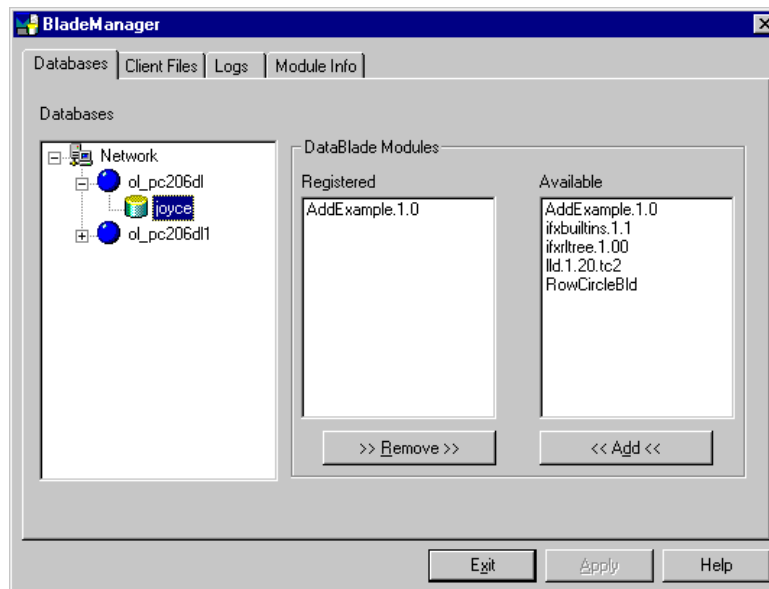 BladeManager
Databases
Client Files
Logs
Module Info
Databases
Network
ol_pc206dl
joyce
ol_pc206dl1
DataBlade Modules
Registered
AddExample.1.0
>> Remove >>
Available
AddExample.1.0
ifxbuiltins.1.1
ifxrltree.1.00
lld.1.20.tc2
RowCircleBld
<< Add <<
Exit
Apply
Help